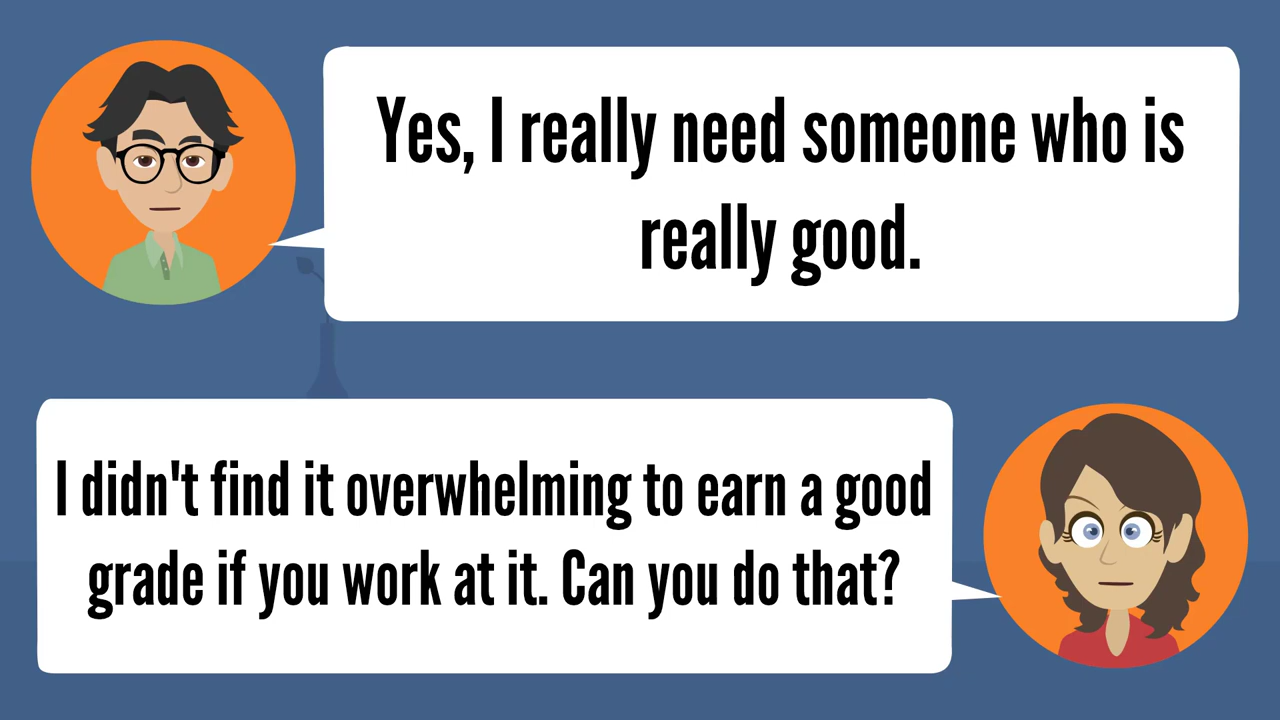 Yes, I really need someone who is
really good.
I didn't find it overwhelming to earn a good
grade if you work at it. Can you do that?